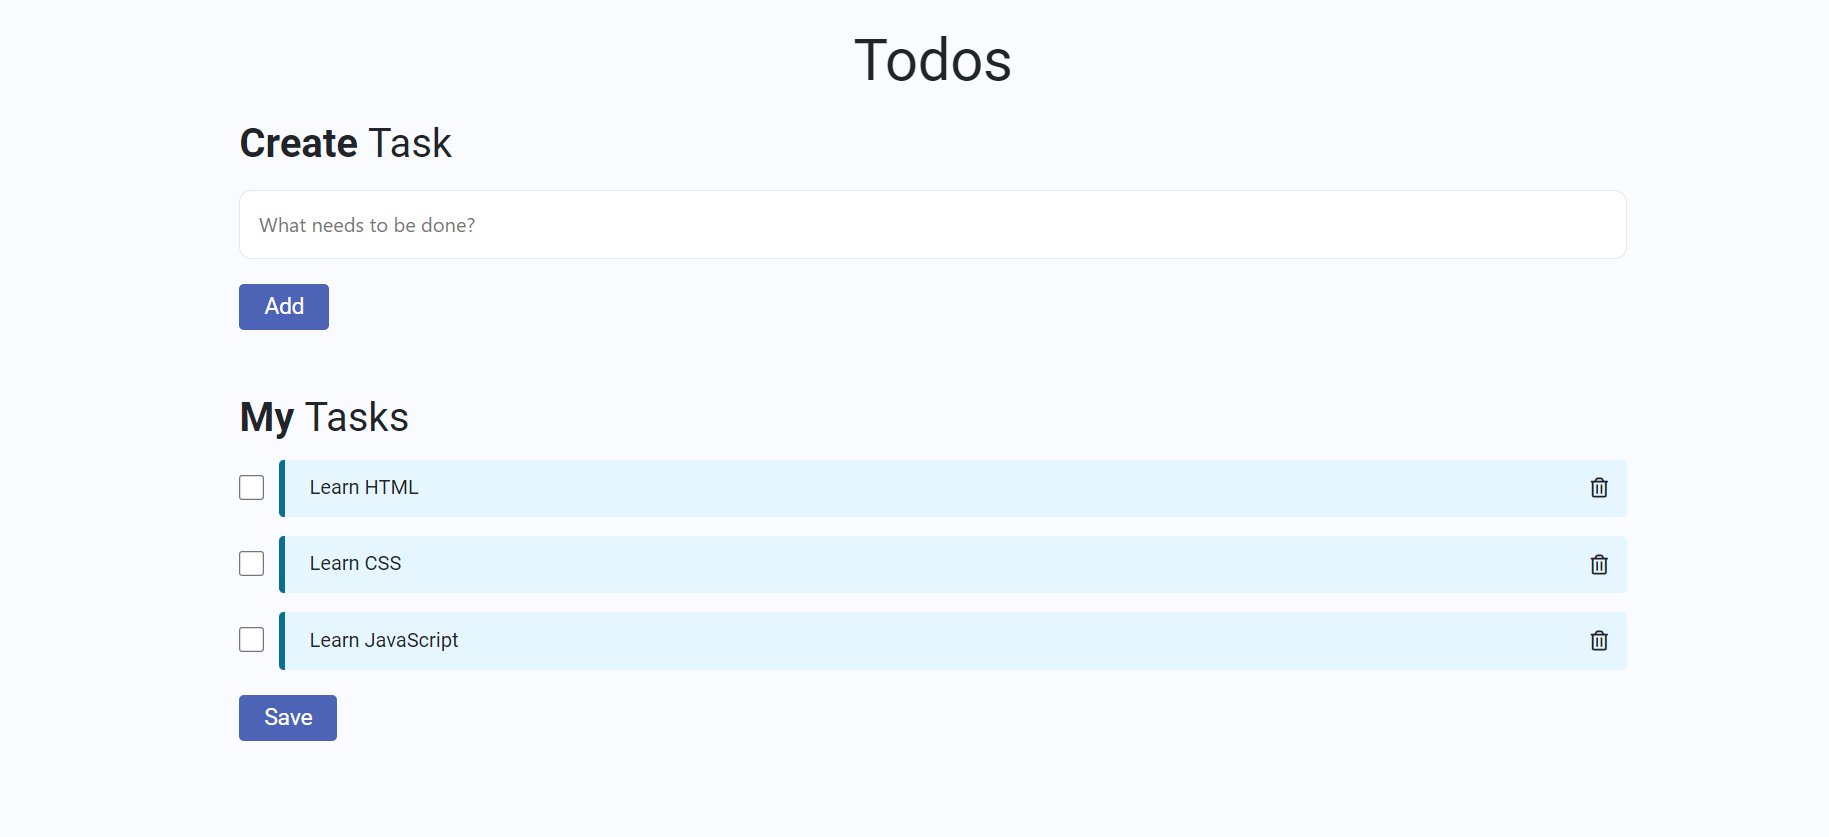 Todos
Create Task
What needs to be done?
Add
My Tasks
Learn HTML
Learn CSS
Learn JavaScript
Save